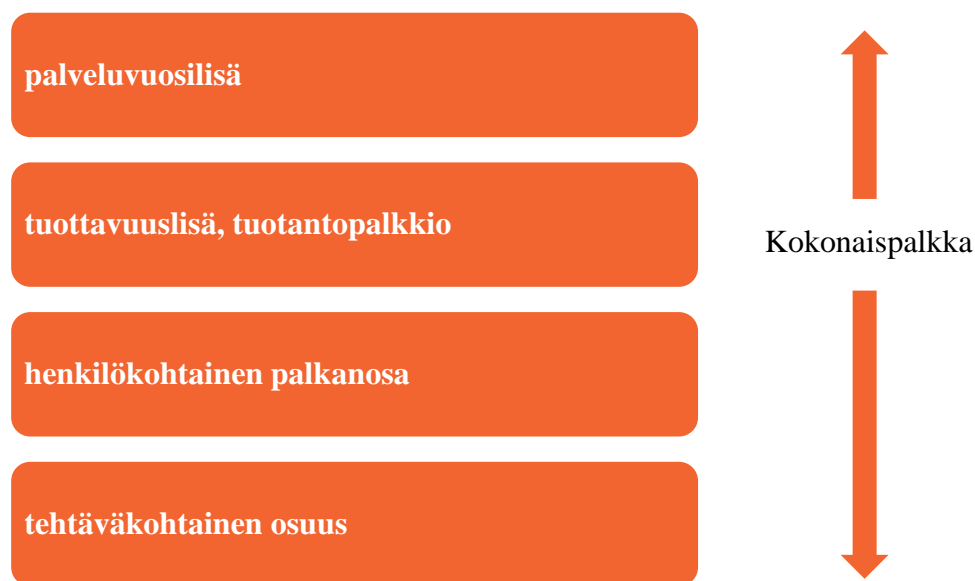 palveluvuosilisä
tuottavuuslisä, tuotantopalkkio
Kokonaispalkka
henkilökohtainen palkanosa
tehtäväkohtainen osuus